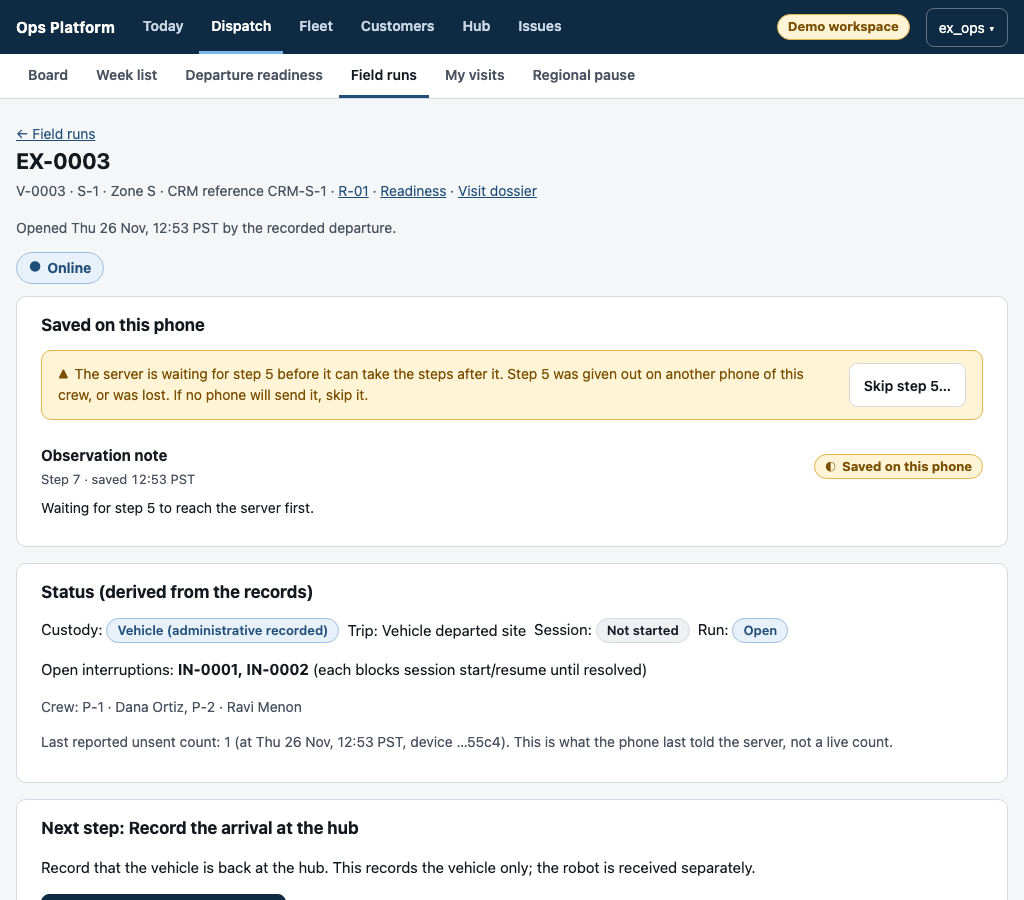 Ops Platform Today Dispatch Fleet Customers Hub Issues Demo workspace ex_ops ▾
Board Week list Departure readiness Field runs My visits Regional pause
← Field runs
EX-0003
V-0003 · S-1 · Zone S · CRM reference CRM-S-1 · R-01 · Readiness · Visit dossier
Opened Thu 26 Nov, 12:53 PST by the recorded departure.
Online
Saved on this phone
▲ The server is waiting for step 5 before it can take the steps after it. Step 5 was given out on another phone of this
crew, or was lost. If no phone will send it, skip it.
Skip step 5...
Observation note
Step 7 · saved 12:53 PST
Saved on this phone
Waiting for step 5 to reach the server first.
Status (derived from the records)
Custody: Vehicle (administrative recorded) Trip: Vehicle departed site Session: Not started Run: Open
Open interruptions: IN-0001, IN-0002 (each blocks session start/resume until resolved)
Crew: P-1 · Dana Ortiz, P-2 · Ravi Menon
Last reported unsent count: 1 (at Thu 26 Nov, 12:53 PST, device …55c4). This is what the phone last told the server, not a live count.
Next step: Record the arrival at the hub
Record that the vehicle is back at the hub. This records the vehicle only; the robot is received separately.